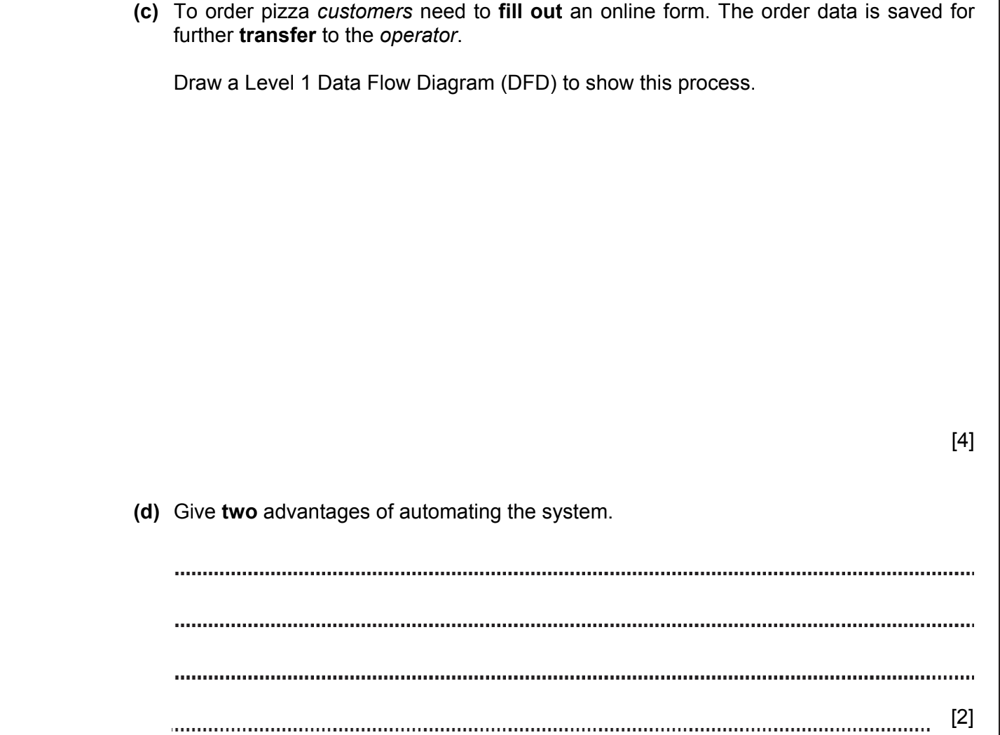 (c) To order pizza customers need to fill out an online form. The order data is saved for
further transfer to the operator.
Draw a Level 1 Data Flow Diagram (DFD) to show this process.
[4]
(d) Give two advantages of automating the system.
[2]